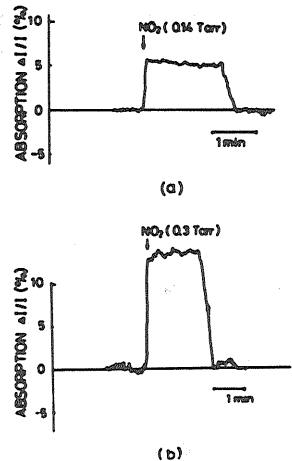 ABSORPTION ΔI/I (%)
10
5
0
-5
NO₂ (0.14 Torr)
1 min
(a)
ABSORPTION ΔI/I (%)
10
5
0
-5
NO₂ (0.3 Torr)
1 min
(b)